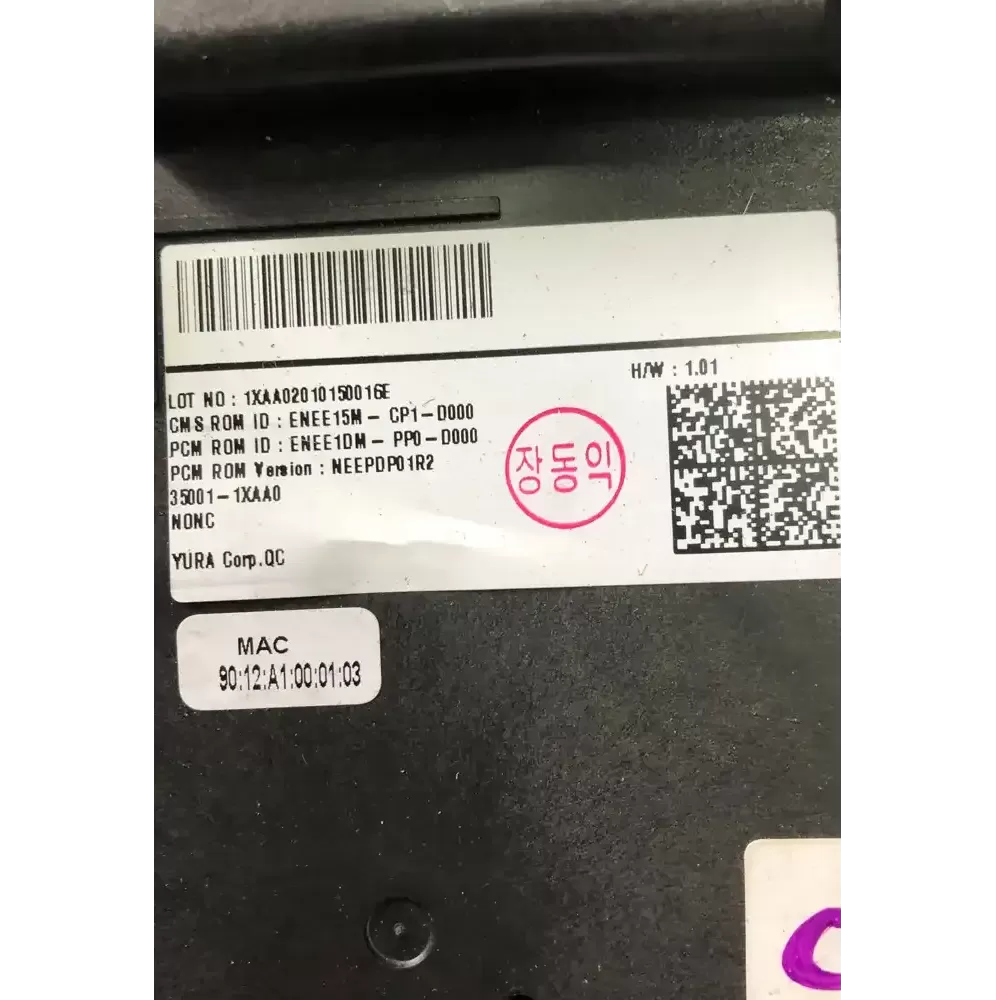 H/W : 1.01
LOT NO : 1XAA02010150016E
CMS ROM ID : ENEE15M - CP1-D000
PCM ROM ID : ENEE1DM - PP0-D000
PCM ROM Version : NEEPDP01R2
35001-1XAA0
NONC
YURA Corp.QC
장동익
MAC
90:12:A1:00:01:03